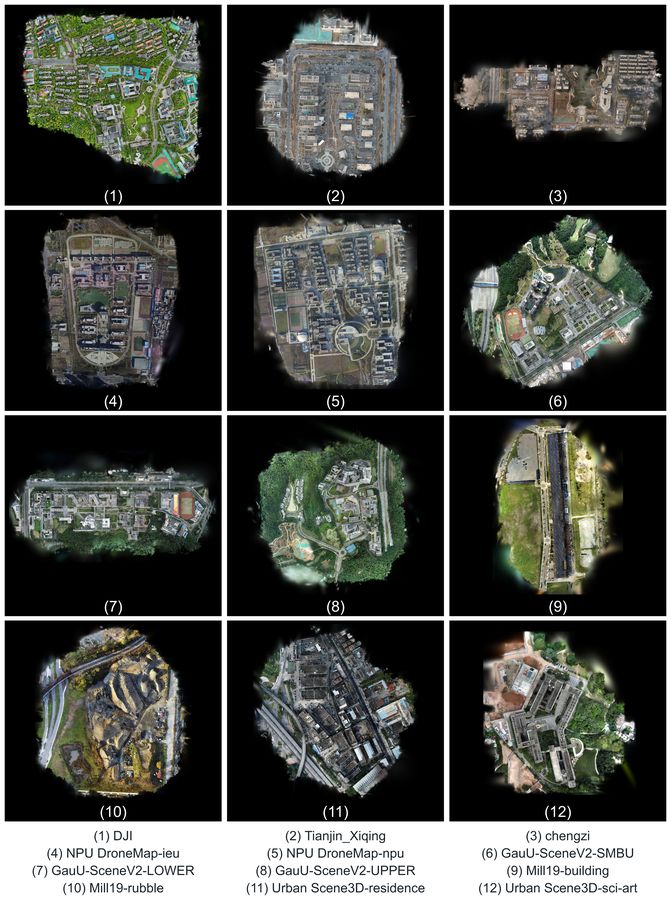 (1)
(2)
(3)
(4)
(5)
(6)
(7)
(8)
(9)
(10)
(11)
(12)
(1) DJI
(2) Tianjin_Xiqing
(3) chengzi
(4) NPU DroneMap-ieu
(5) NPU DroneMap-npu
(6) GauU-SceneV2-SMBU
(7) GauU-SceneV2-LOWER
(8) GauU-SceneV2-UPPER
(9) Mill19-building
(10) Mill19-rubble
(11) Urban Scene3D-residence
(12) Urban Scene3D-sci-art